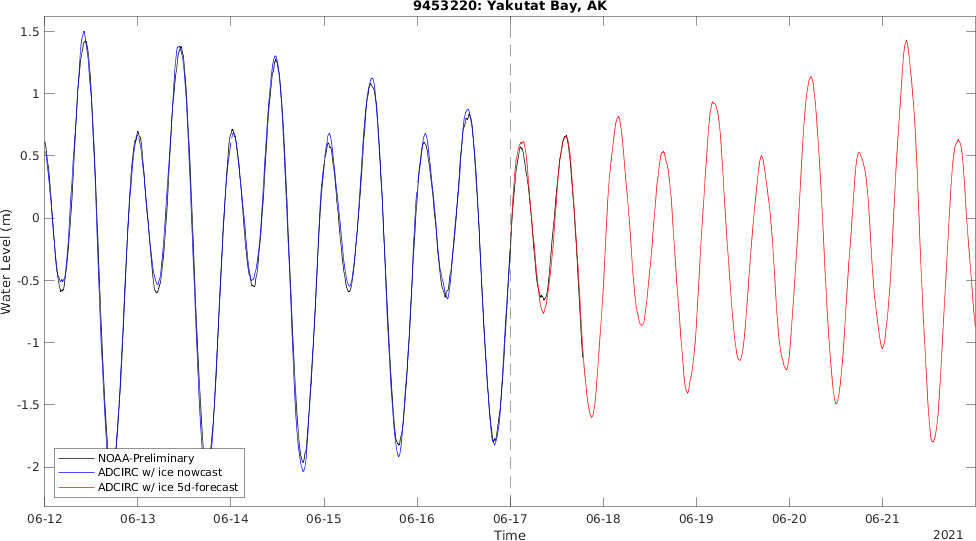 9453220: Yakutat Bay, AK
Water Level (m)
1.5
1
0.5
0
-0.5
-1
-1.5
-2
NOAA-Preliminary
ADCIRC w/ ice nowcast
ADCIRC w/ ice 5d-forecast
06-12 06-13 06-14 06-15 06-16 06-17 06-18 06-19 06-20 06-21
Time
2021